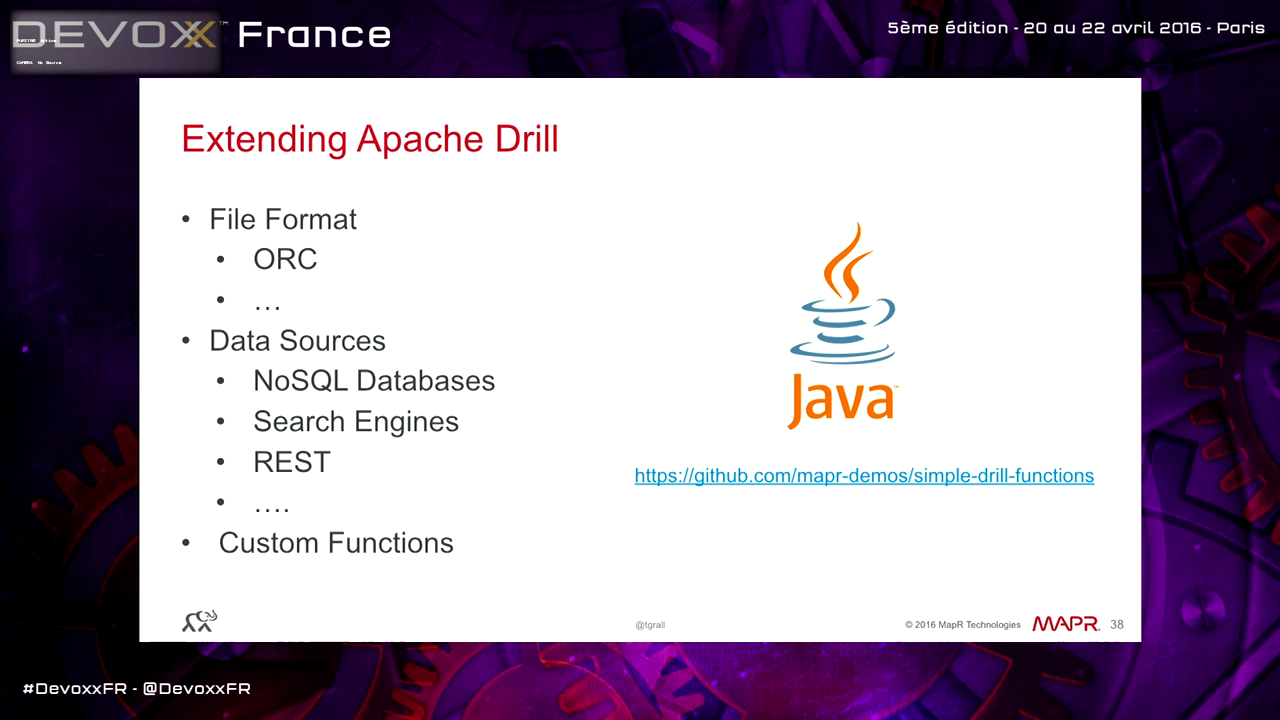 DEVOXX™ France
5ème édition - 20 au 22 avril 2016 - Paris
Extending Apache Drill
• File Format
• ORC
• …
• Data Sources
• NoSQL Databases
• Search Engines
• REST
• ….
• Custom Functions
Java™
https://github.com/mapr-demos/simple-drill-functions
@tgrall
© 2016 MapR Technologies
MAPR.
38
#DevoxxFR - @DevoxxFR